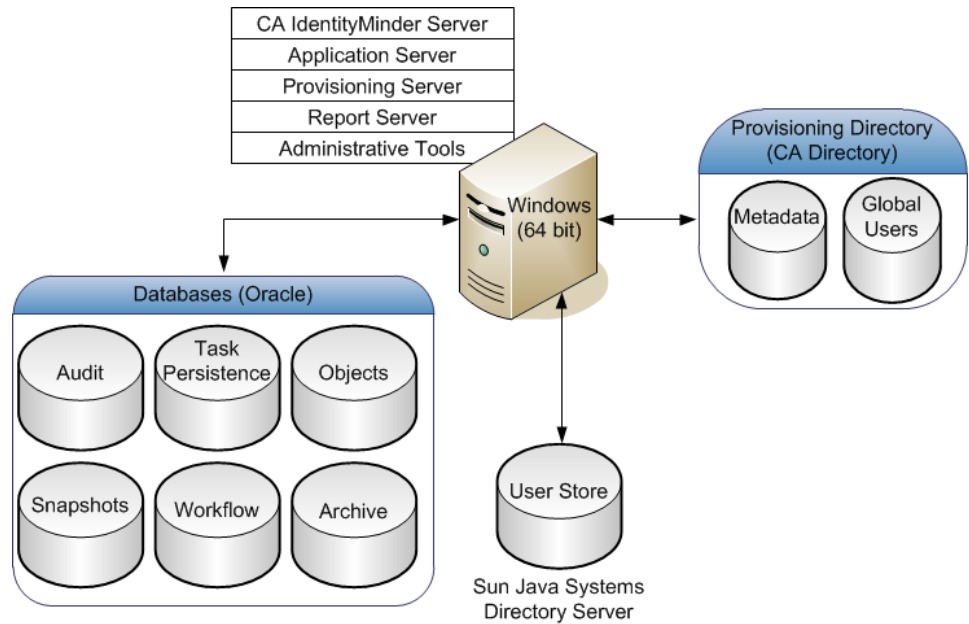 CA IdentityMinder Server
Application Server
Provisioning Server
Report Server
Administrative Tools
Windows
(64 bit)
Provisioning Directory
(CA Directory)
Metadata
Global
Users
Databases (Oracle)
Audit
Task
Persistence
Objects
Snapshots
Workflow
Archive
User Store
Sun Java Systems
Directory Server